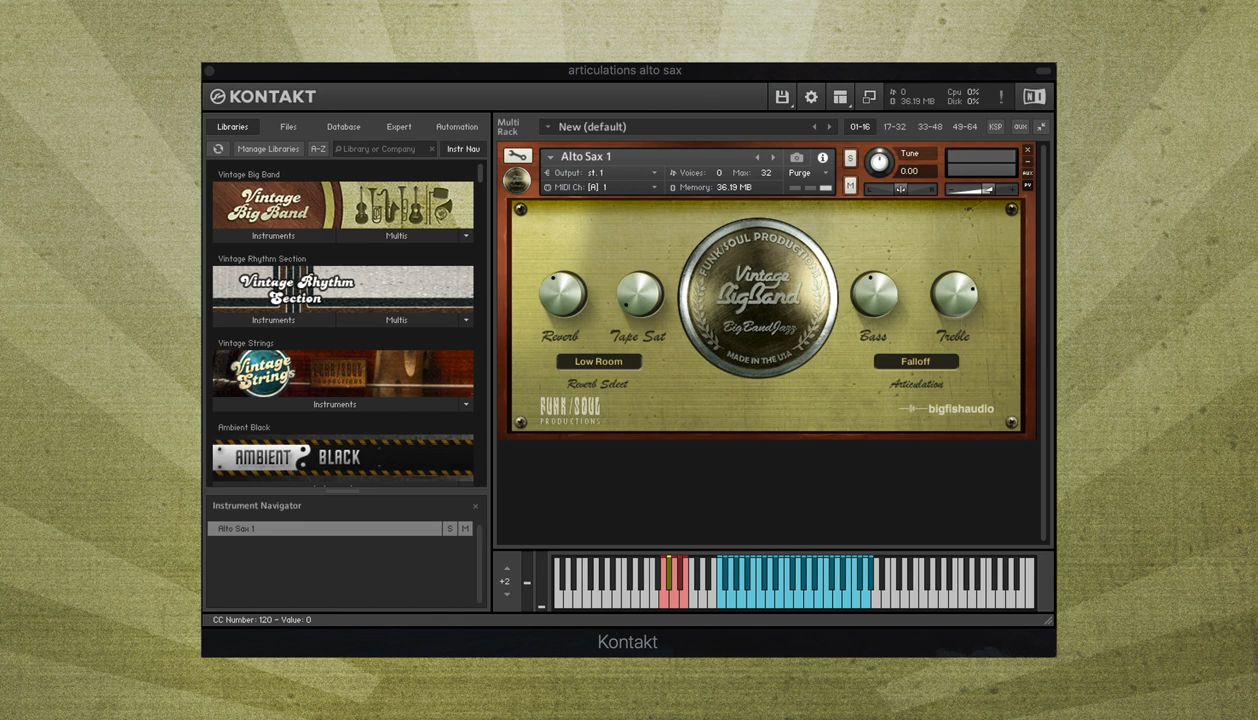 articulations alto sax
KONTAKT
0
36.19 MB
Cpu 0%
Disk 0%
!
NI
Libraries Files Database Expert Automation
Manage Libraries A-Z Library or Company × Instr Nav
Multi
Rack
New (default)
01-16 17-32 33-48 49-64 KSP aux
Vintage Big Band
Vintage
Big Band
Instruments Multis
Vintage Rhythm Section
Vintage Rhythm
Section
Instruments Multis
Vintage Strings
Vintage
Strings
FUNK/SOUL
PRODUCTIONS
Instruments
Ambient Black
AMBIENT BLACK
Instrument Navigator ×
Alto Sax 1 S M
Alto Sax 1
Output: st. 1 Voices: 0 Max: 32 Purge
MIDI Ch: [A] 1 Memory: 36.19 MB
S
M
Tune
0.00
L R
×
-
AUX
PV
FUNK/SOUL PRODUCTIONS
Vintage
BigBand
BigBandJazz
MADE IN THE USA
Reverb Tape Sat Bass Treble
Low Room Falloff
Reverb Select Articulation
FUNK/SOUL
PRODUCTIONS
bigfishaudio
+2
CC Number: 120 - Value: 0
Kontakt